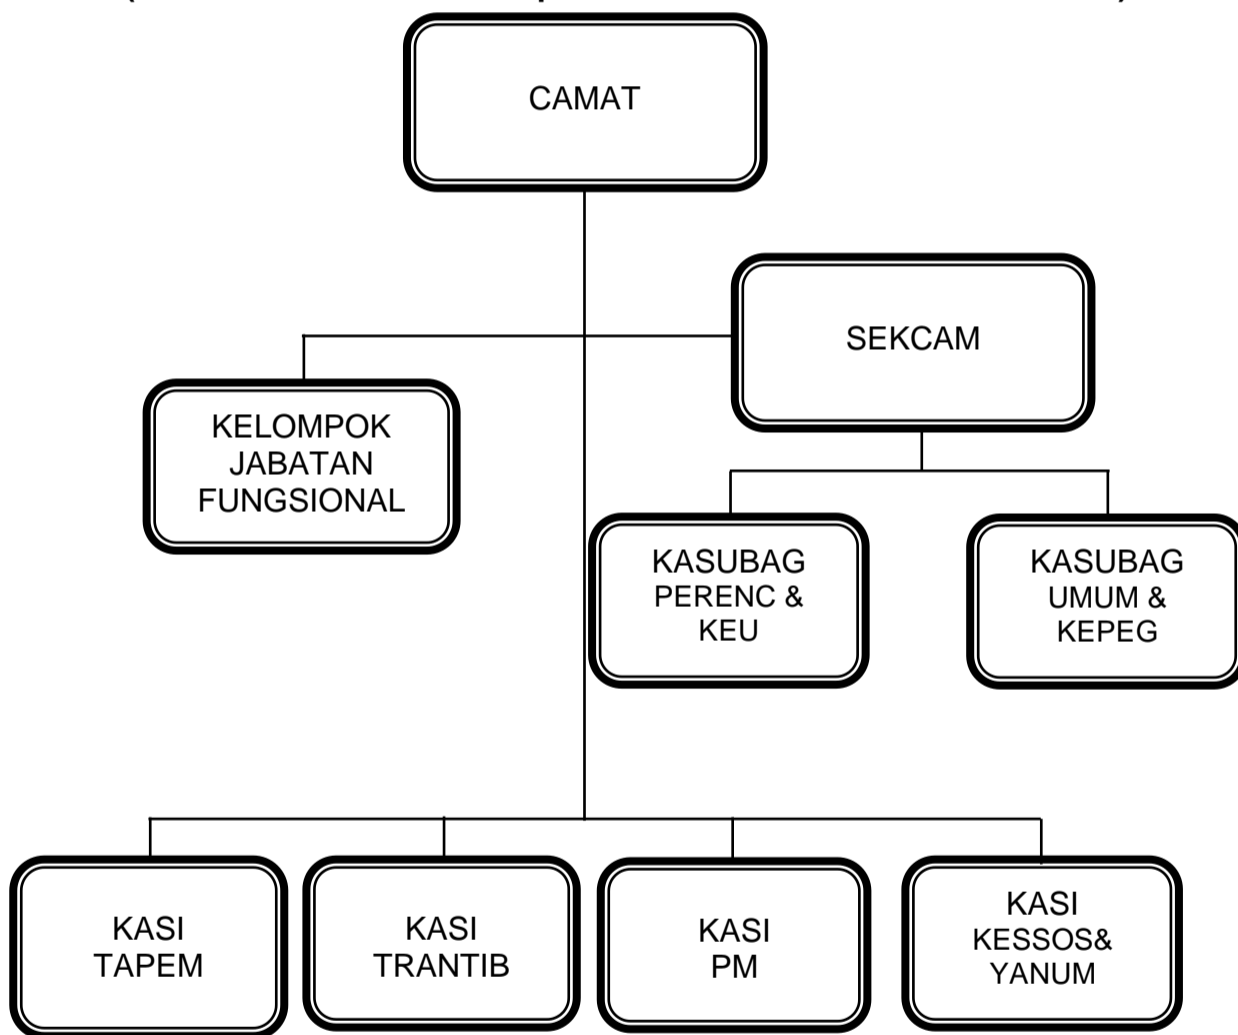 CAMAT
SEKCAM
KELOMPOK
JABATAN
FUNGSIONAL
KASUBAG
PERENC &
KEU
KASUBAG
UMUM &
KEPEG
KASI
TAPEM
KASI
TRANTIB
KASI
PM
KASI
KESSOS&
YANUM